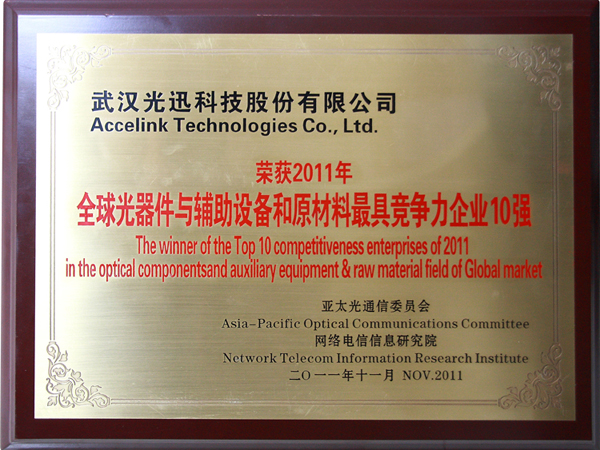 武汉光迅科技股份有限公司
Accelink Technologies Co., Ltd.
荣获2011年
全球光器件与辅助设备和原材料最具竞争力企业10强
The winner of the Top 10 competitiveness enterprises of 2011
in the optical componentsand auxiliary equipment & raw material field of Global market
亚太光通信委员会
Asia-Pacific Optical Communications Committee
网络电信信息研究院
Network Telecom Information Research Institute
二〇一一年十一月 NOV.2011